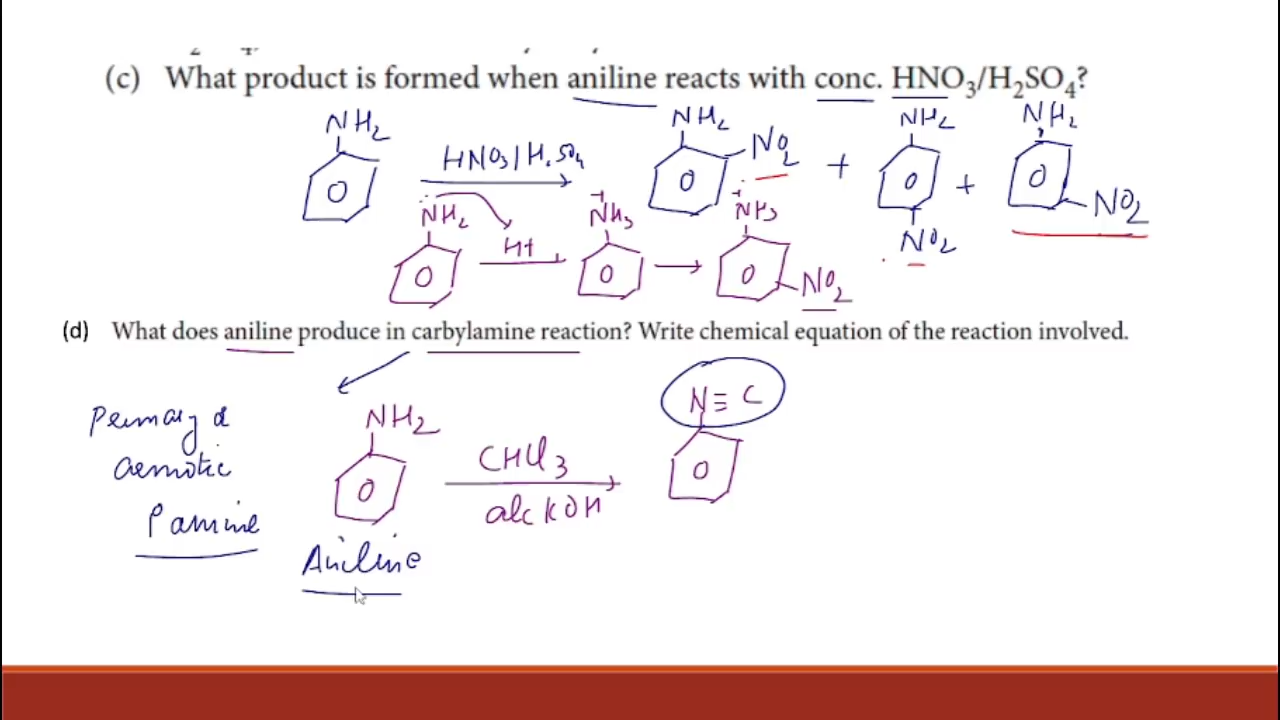 (c) What product is formed when aniline reacts with conc. HNO₃/H₂SO₄?
NH₂ HNO₃/H₂SO₄ NH₂ NO₂ + NH₂ NO₂ + NH₂ NO₂
NH₂ H+ +NH₃ +NH₃ NO₂
(d) What does aniline produce in carbylamine reaction? Write chemical equation of the reaction involved.
N≡C
NH₂
CHCl₃
alc KOH
amine
Aniline